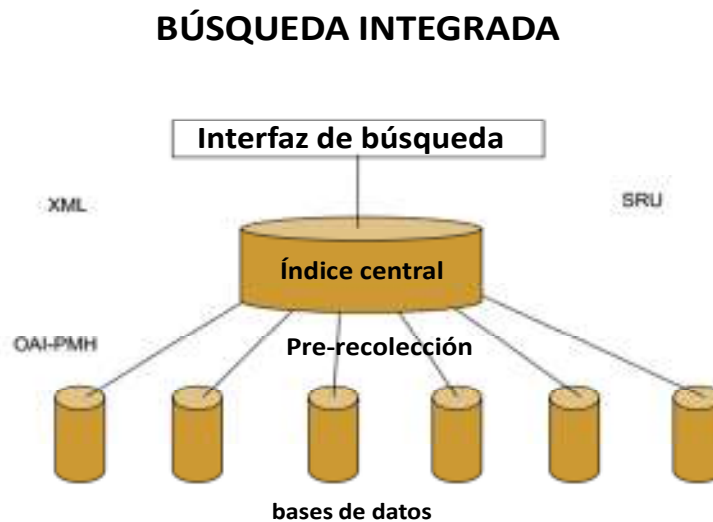 BÚSQUEDA INTEGRADA
Interfaz de búsqueda
XML
SRU
Índice central
OAI-PMH
Pre-recolección
bases de datos